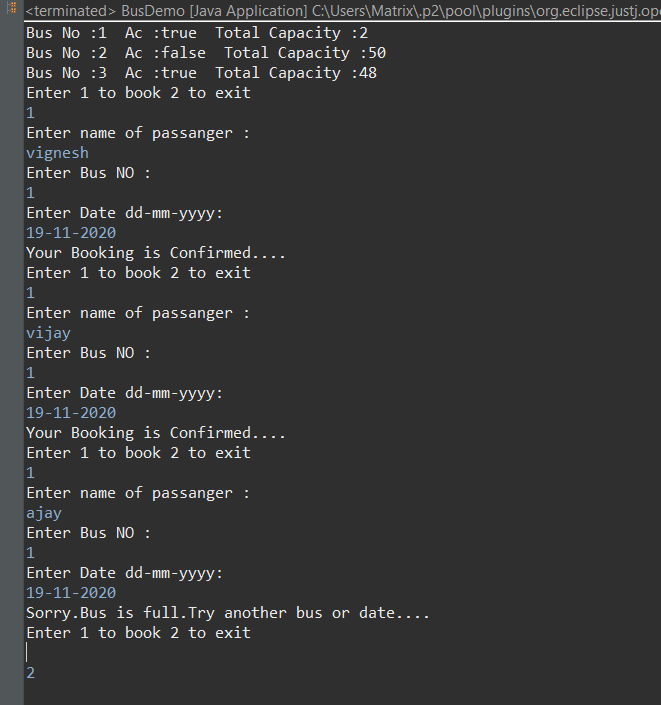 <terminated> BusDemo [Java Application] C:\Users\Matrix\.p2\pool\plugins\org.eclipse.justj.ope
Bus No :1  Ac :true  Total Capacity :2
Bus No :2  Ac :false  Total Capacity :50
Bus No :3  Ac :true  Total Capacity :48
Enter 1 to book 2 to exit
1
Enter name of passanger :
vignesh
Enter Bus NO :
1
Enter Date dd-mm-yyyy:
19-11-2020
Your Booking is Confirmed....
Enter 1 to book 2 to exit
1
Enter name of passanger :
vijay
Enter Bus NO :
1
Enter Date dd-mm-yyyy:
19-11-2020
Your Booking is Confirmed....
Enter 1 to book 2 to exit
1
Enter name of passanger :
ajay
Enter Bus NO :
1
Enter Date dd-mm-yyyy:
19-11-2020
Sorry.Bus is full.Try another bus or date....
Enter 1 to book 2 to exit
2